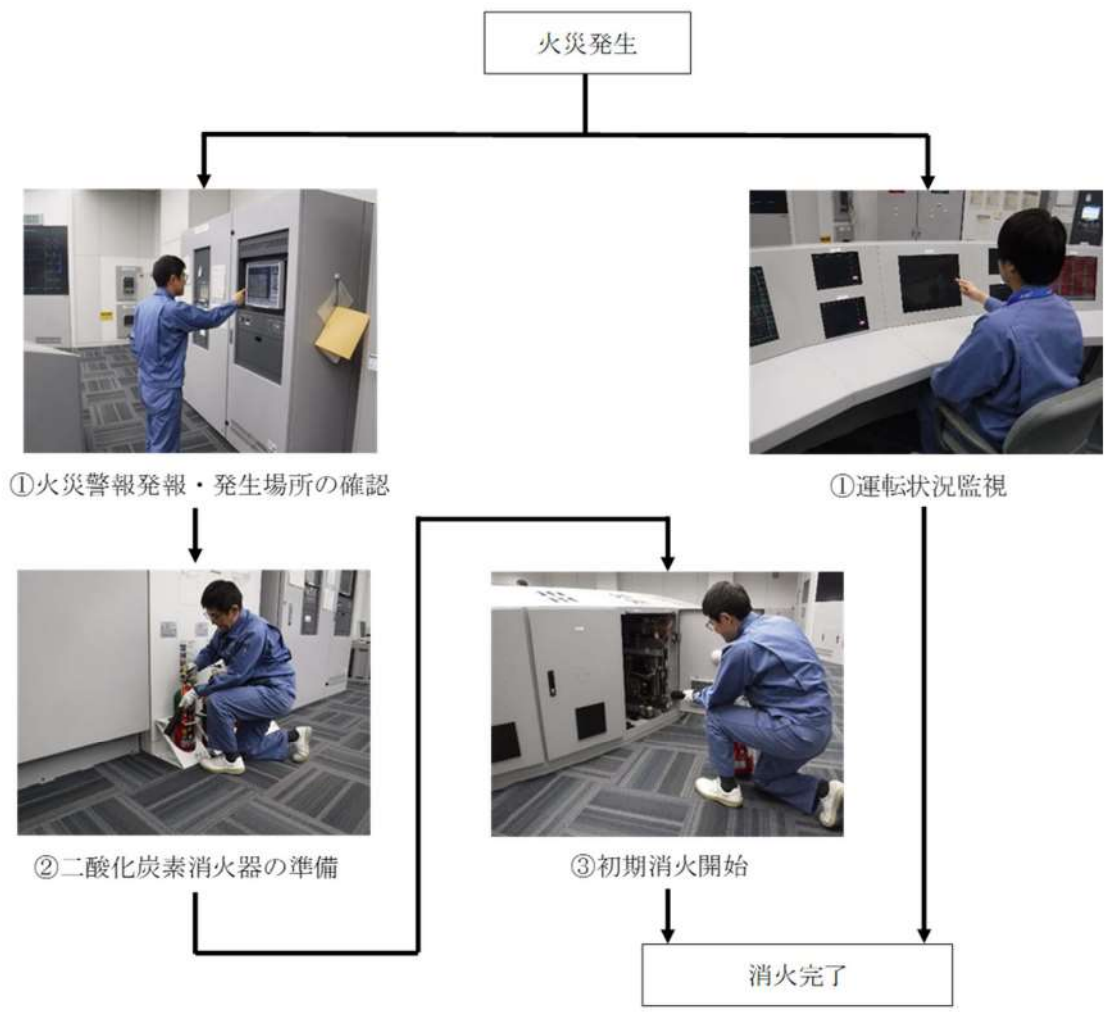 火災発生
①火災警報発報・発生場所の確認
①運転状況監視
②二酸化炭素消火器の準備
③初期消火開始
消火完了